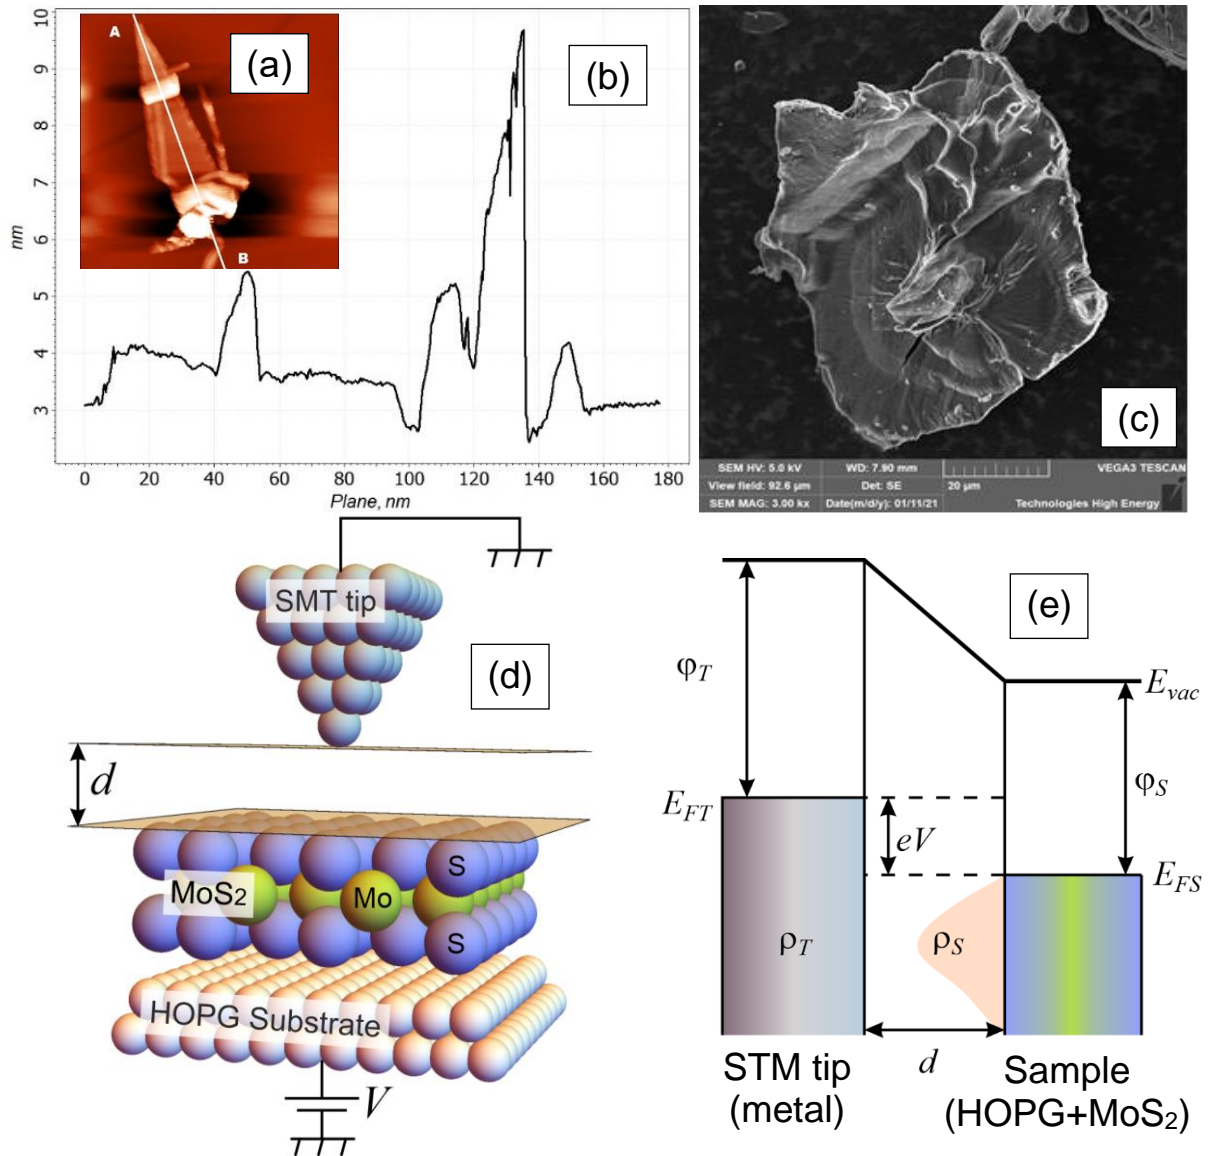 10
9
8
7
6
5
4
3
nm
A
B
(a)
(b)
0
20
40
60
80
100
120
140
160
180
Plane, nm
(c)
SEM HV: 5.0 kV
WD: 7.90 mm
VEGA3 TESCAN
View field: 92.6 µm
Det: SE
20 µm
SEM MAG: 3.00 kx
Date(m/d/y): 01/11/21
Technologies High Energy
SMT tip
(d)
d
S
MoS2
Mo
S
HOPG Substrate
V
(e)
φT
Evac
φS
EFT
eV
EFS
ρT
ρS
d
STM tip
(metal)
Sample
(HOPG+MoS2)